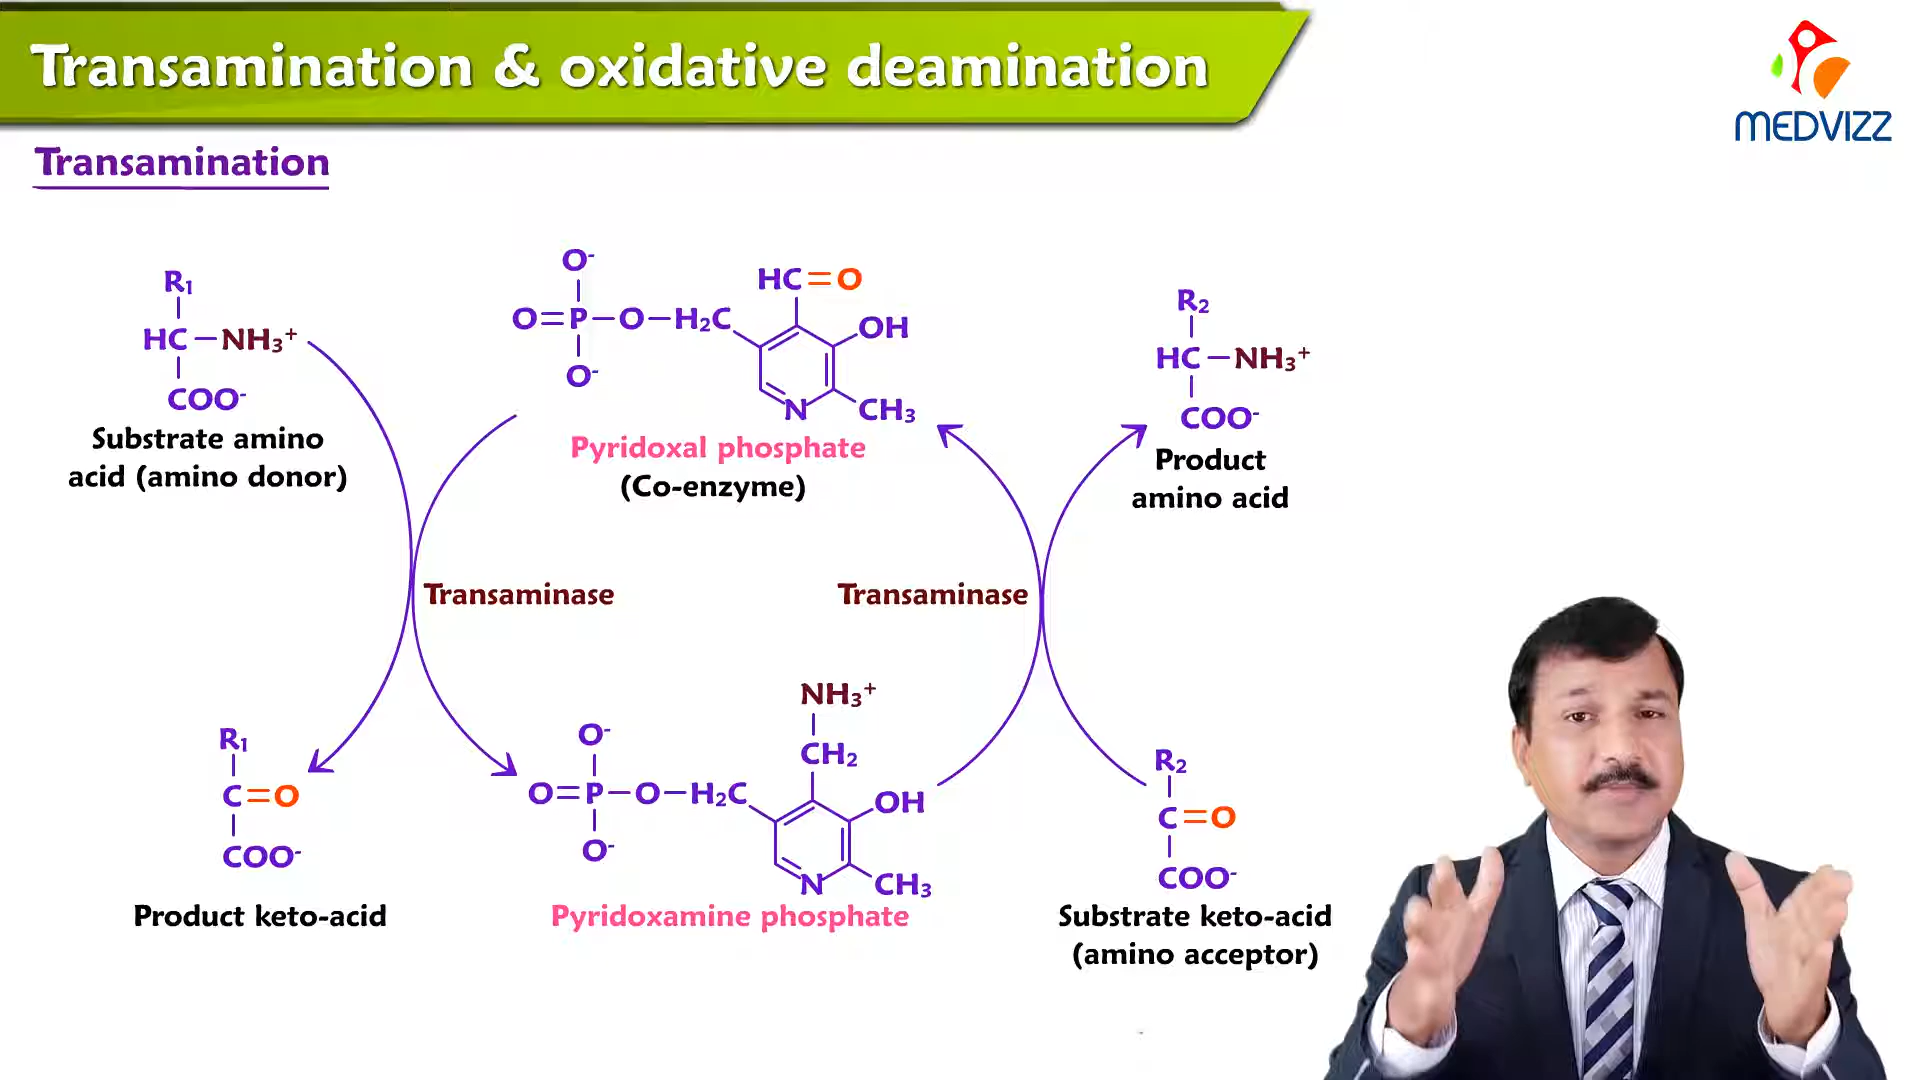 Transamination & oxidative deamination
MEDVIZZ
Transamination
R1
HC-NH3+
COO-
Substrate amino
acid (amino donor)
O-
O=P-O-H2C
O-
HC=O
OH
N
CH3
Pyridoxal phosphate
(Co-enzyme)
R2
HC-NH3+
COO-
Product
amino acid
Transaminase
Transaminase
R1
C=O
COO-
Product keto-acid
NH3+
CH2
O-
O=P-O-H2C
O-
OH
N
CH3
Pyridoxamine phosphate
R2
C=O
COO-
Substrate keto-acid
(amino acceptor)